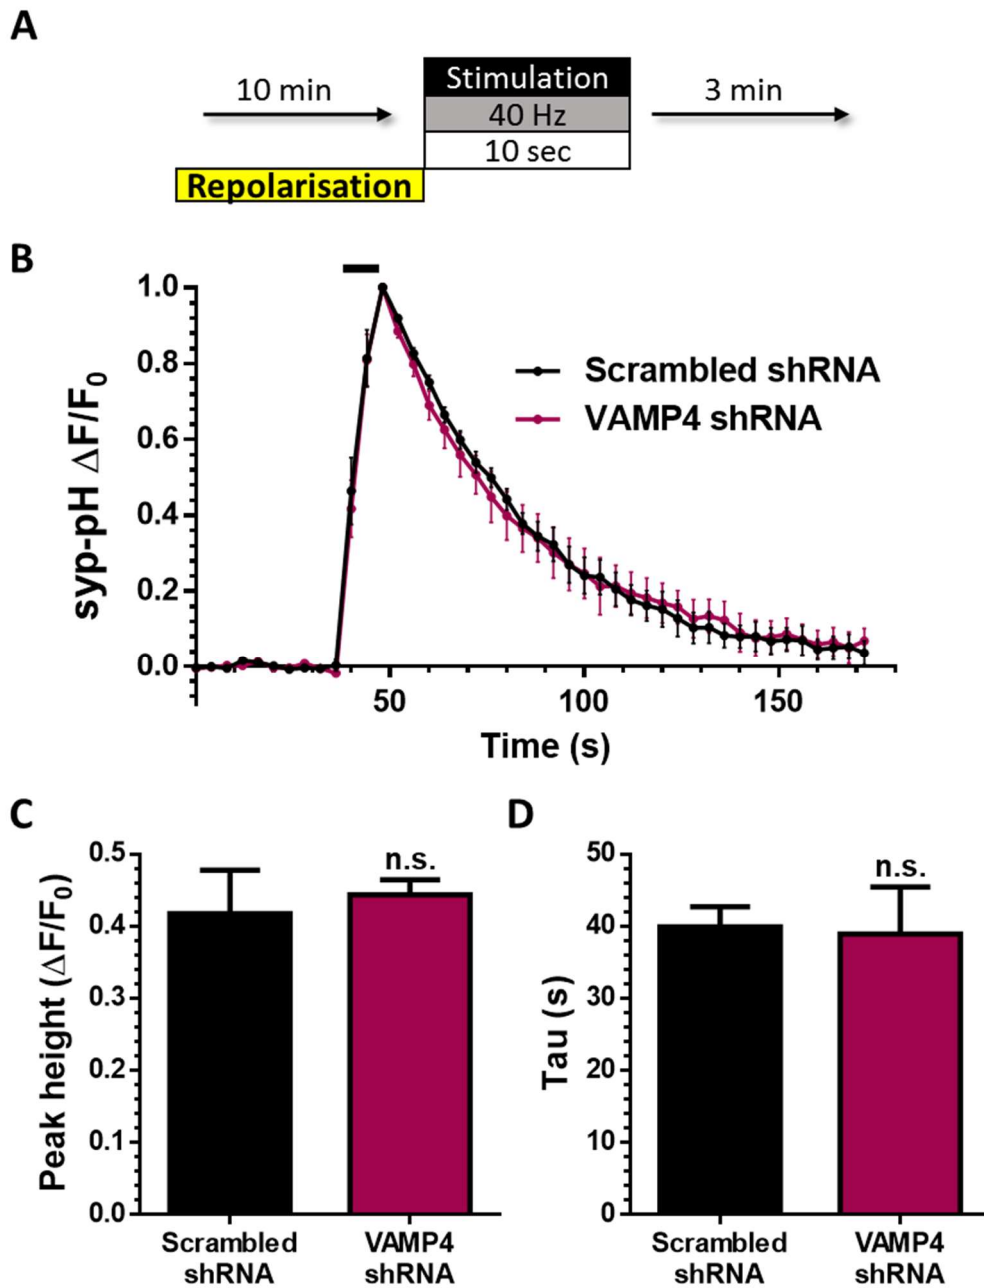 A
10 min
Stimulation
40 Hz
10 sec
3 min
Repolarisation
B
syp-pH ΔF/F₀
1.0
0.8
0.6
0.4
0.2
0.0
Scrambled shRNA
VAMP4 shRNA
50
100
150
Time (s)
C
Peak height (ΔF/F₀)
0.5
0.4
0.3
0.2
0.1
0.0
n.s.
Scrambled
shRNA
VAMP4
shRNA
D
Tau (s)
50
40
30
20
10
0
n.s.
Scrambled
shRNA
VAMP4
shRNA